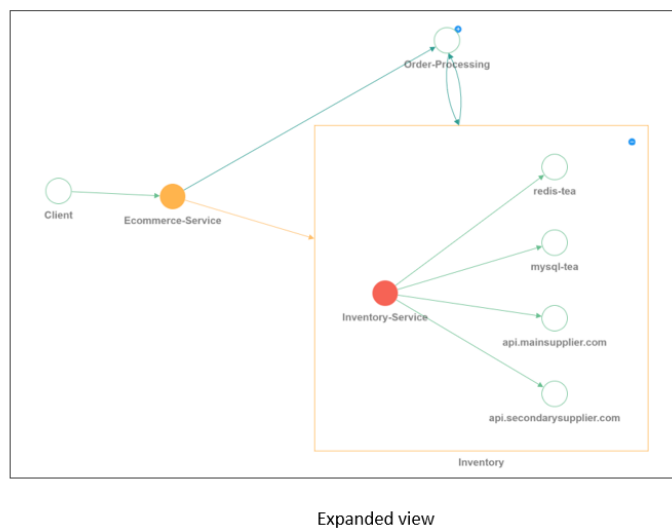 Order-Processing
redis-tea
Client
Ecommerce-Service
mysql-tea
Inventory-Service
api.mainsupplier.com
api.secondarysupplier.com
Inventory
Expanded view